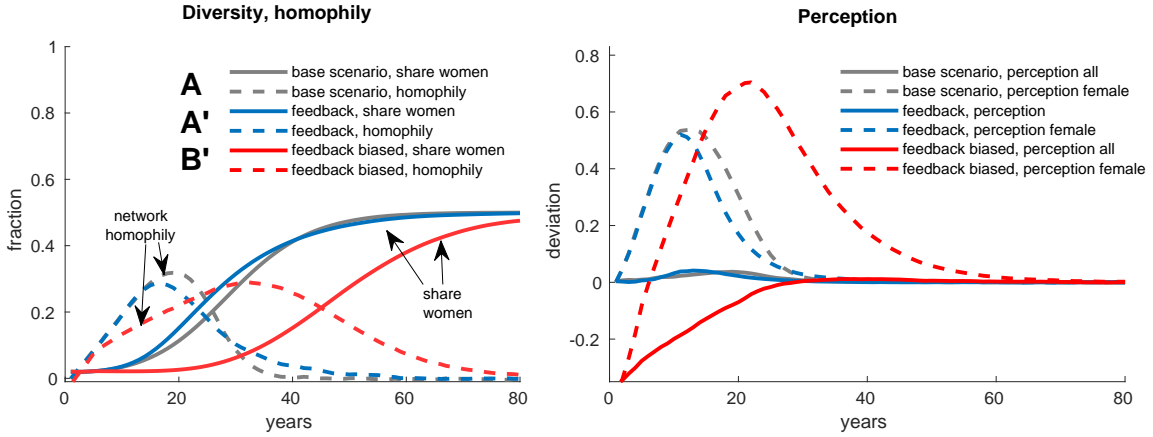 Diversity, homophily
1
0.8
0.6
0.4
0.2
0
fraction
A
A'
B'
base scenario, share women
base scenario, homophily
feedback, share women
feedback, homophily
feedback biased, share women
feedback biased, homophily
network
homophily
share
women
0
20
40
60
80
years
Perception
0.8
0.6
0.4
0.2
0
-0.2
deviation
base scenario, perception all
base scenario, perception female
feedback, perception
feedback, perception female
feedback biased, perception all
feedback biased, perception female
0
20
40
60
80
years